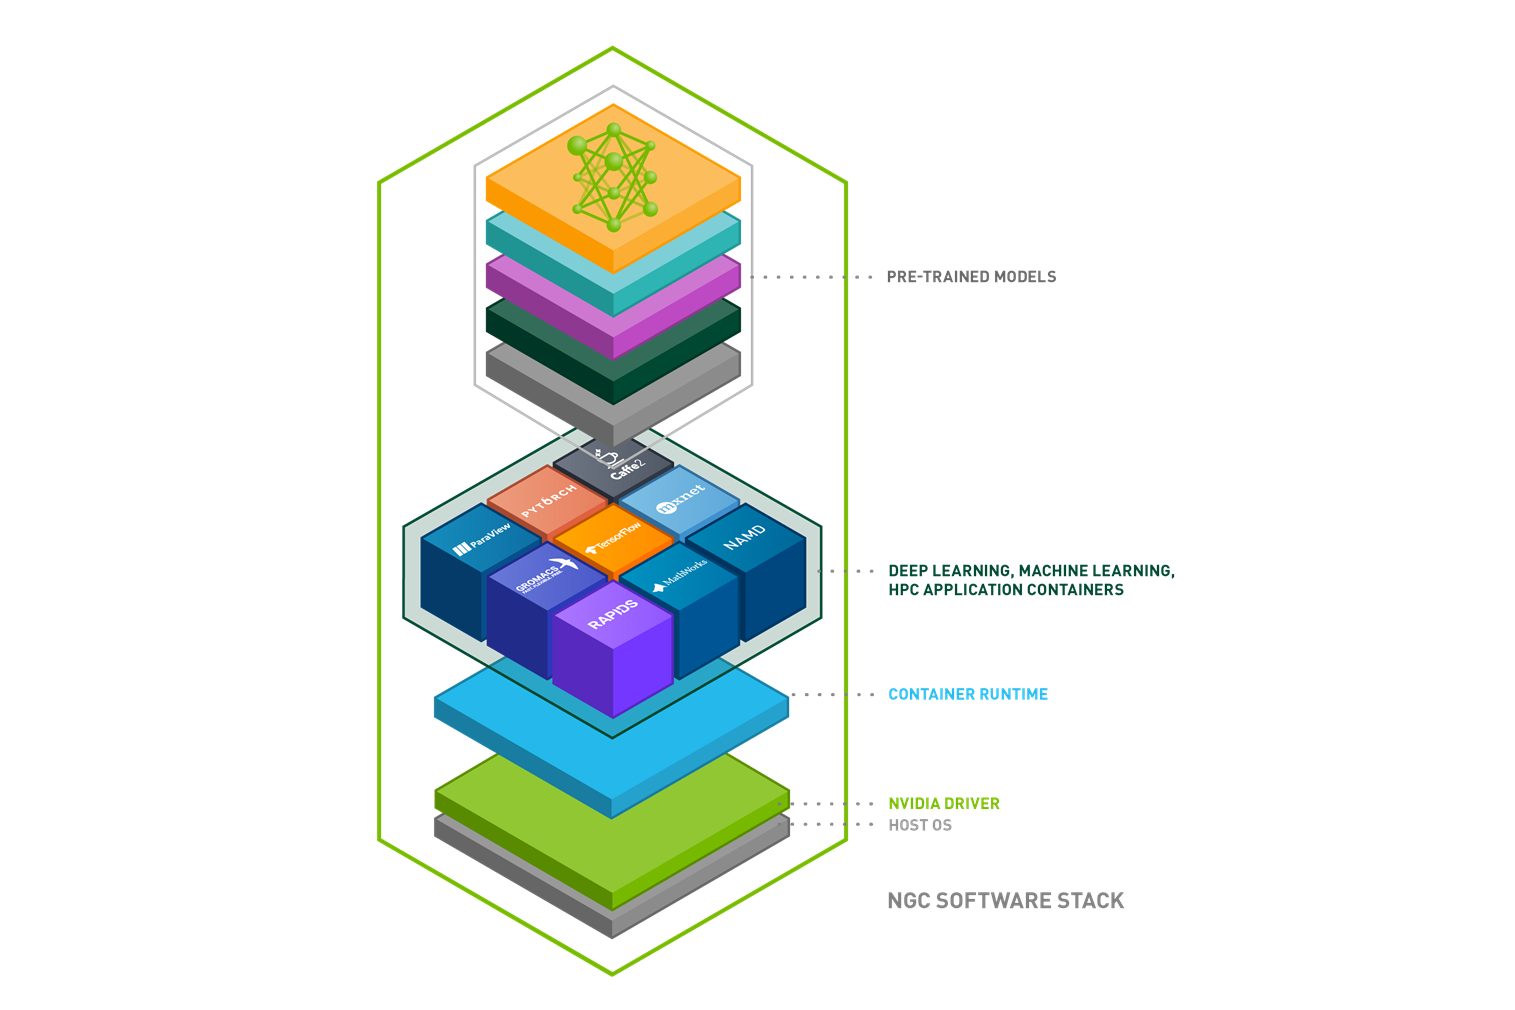 PRE-TRAINED MODELS
Caffe2
PYTORCH
mxnet
ParaView
TensorFlow
NAMD
GROMACS
MathWorks
RAPIDS
DEEP LEARNING, MACHINE LEARNING,
HPC APPLICATION CONTAINERS
CONTAINER RUNTIME
NVIDIA DRIVER
HOST OS
NGC SOFTWARE STACK